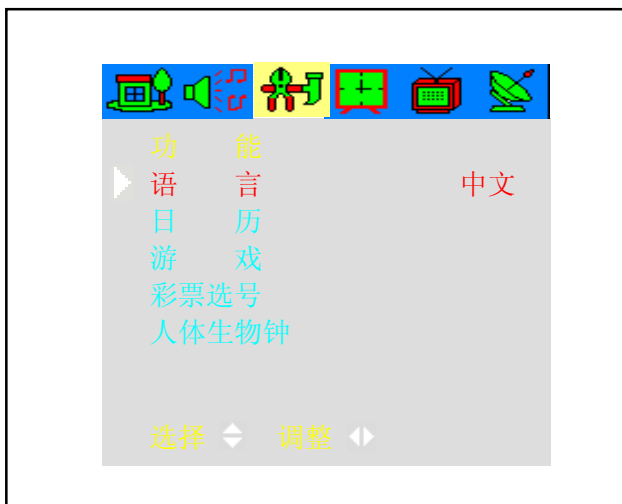 功 能
语 言 中文
日 历
游 戏
彩票选号
人体生物钟
选择 调整